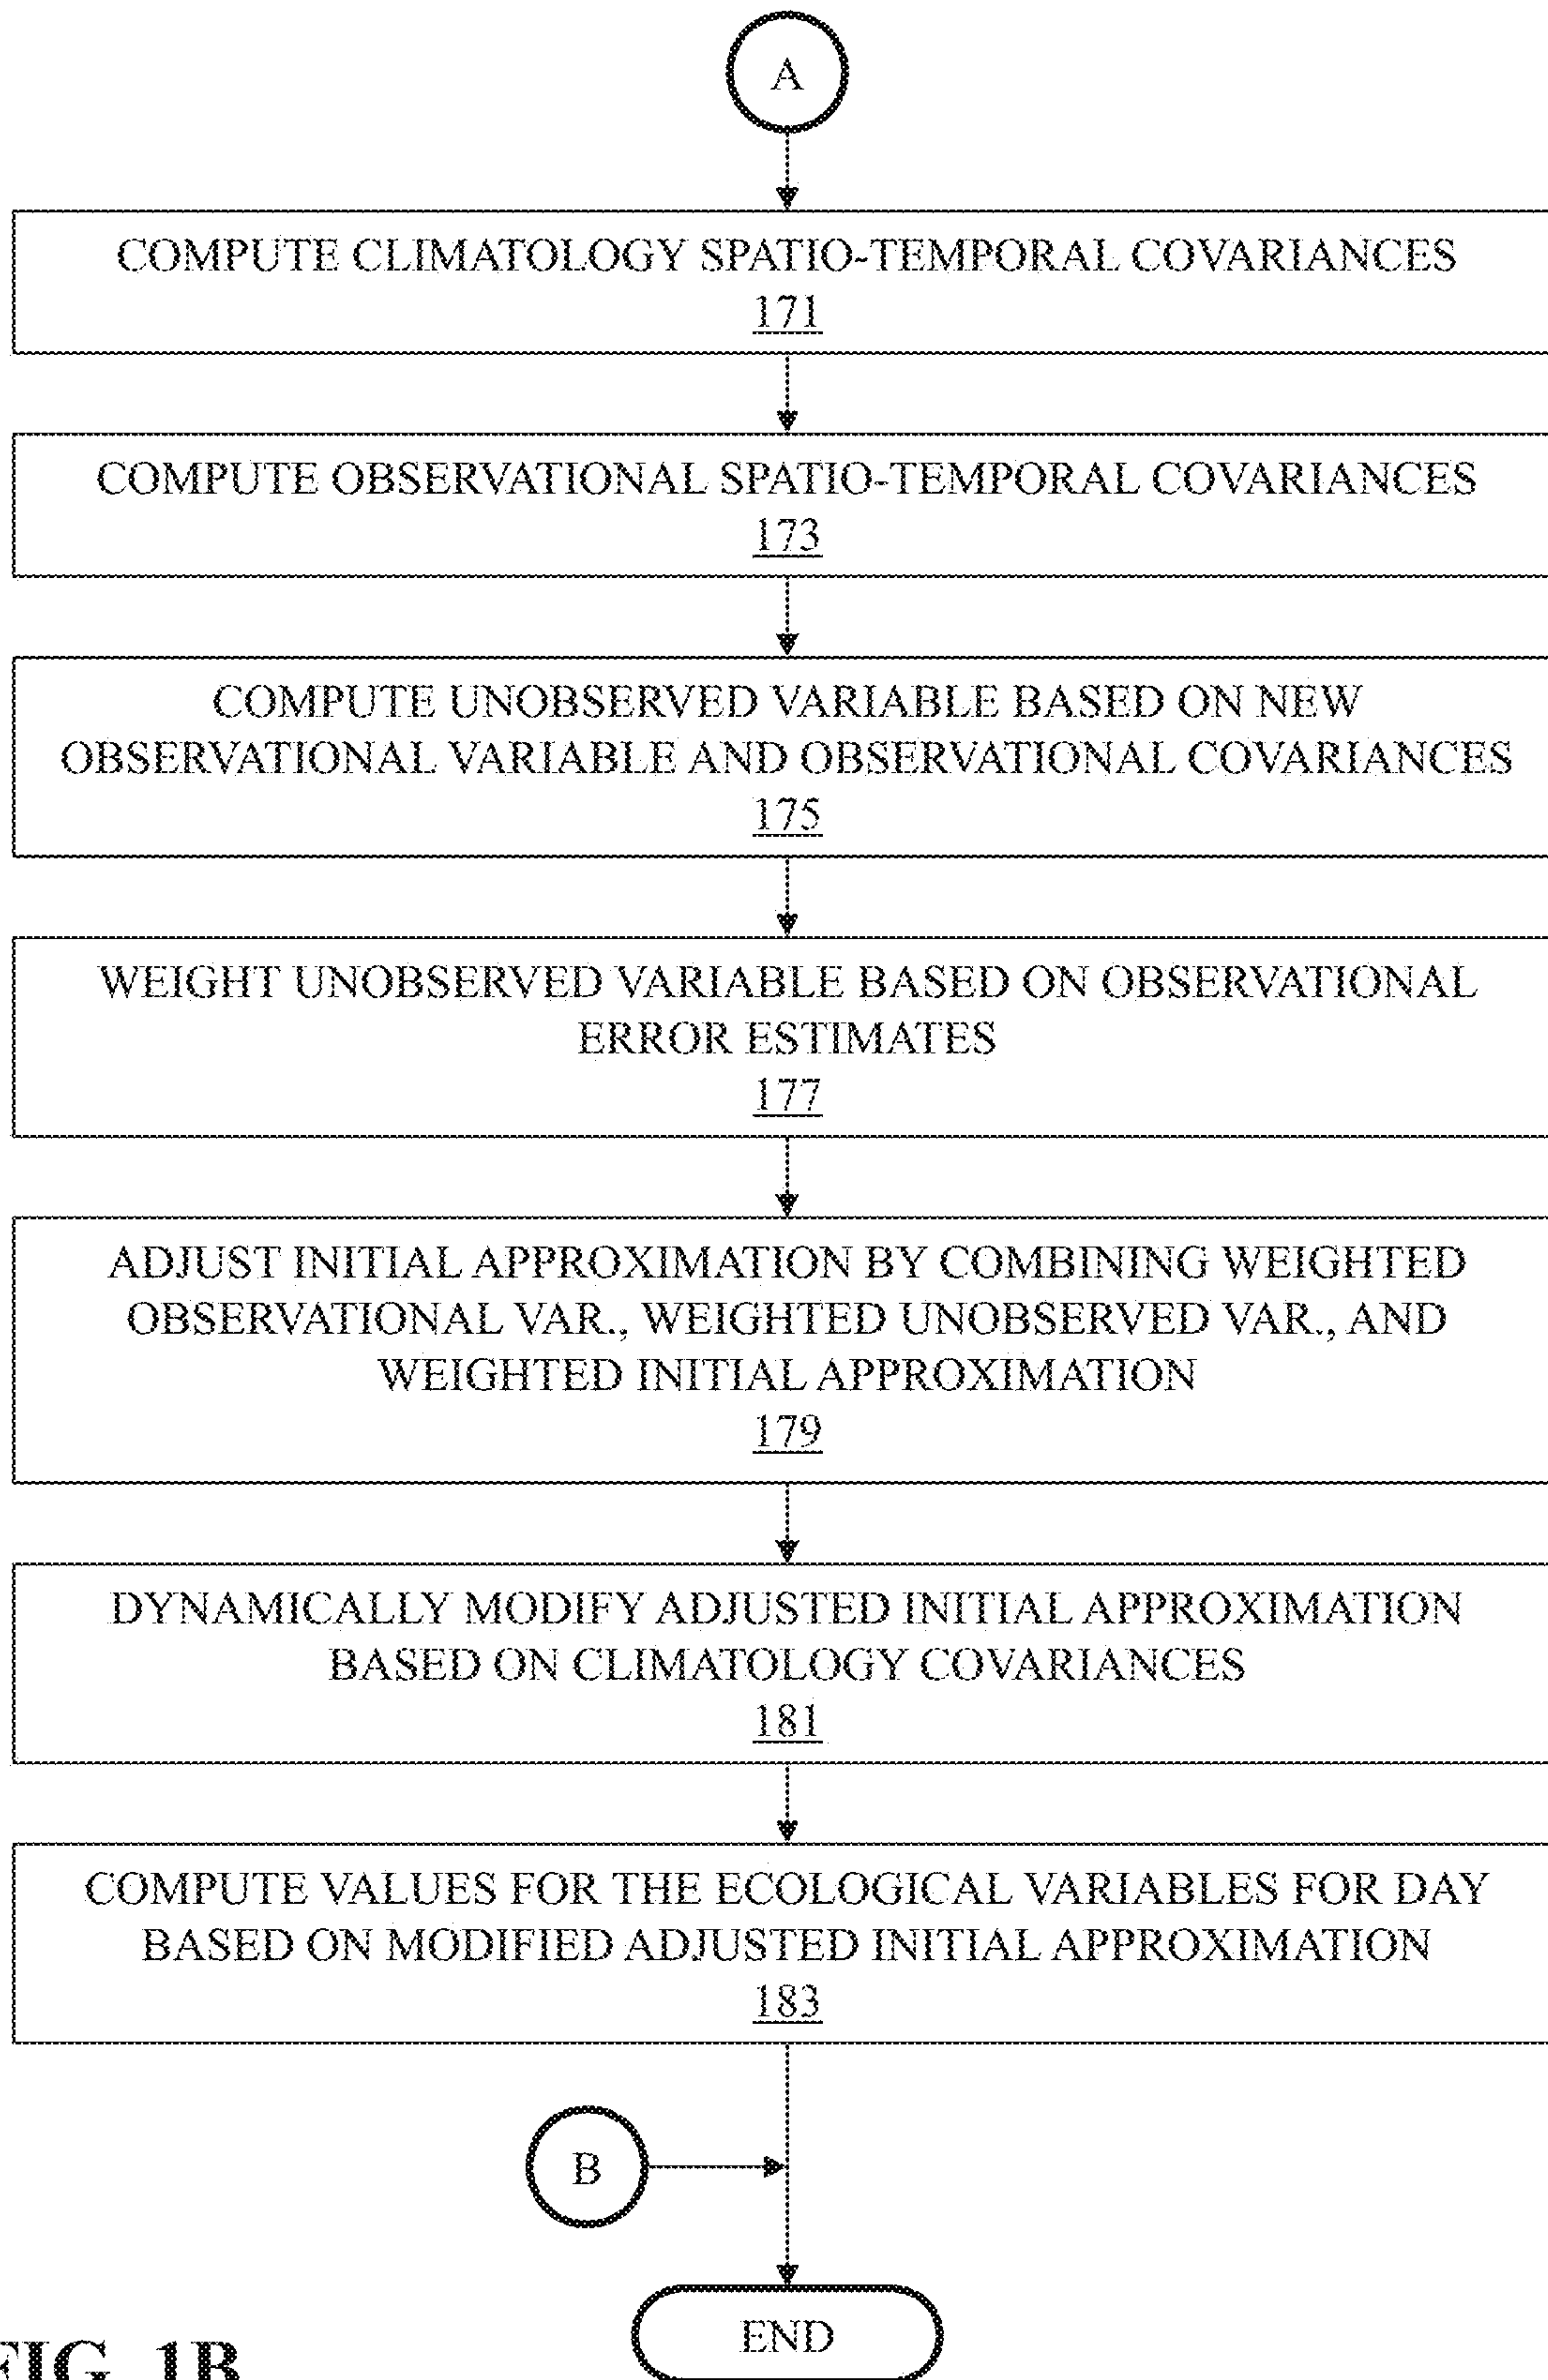 A
COMPUTE CLIMATOLOGY SPATIO-TEMPORAL COVARIANCES
171
COMPUTE OBSERVATIONAL SPATIO-TEMPORAL COVARIANCES
173
COMPUTE UNOBSERVED VARIABLE BASED ON NEW
OBSERVATIONAL VARIABLE AND OBSERVATIONAL COVARIANCES
175
WEIGHT UNOBSERVED VARIABLE BASED ON OBSERVATIONAL
ERROR ESTIMATES
177
ADJUST INITIAL APPROXIMATION BY COMBINING WEIGHTED
OBSERVATIONAL VAR., WEIGHTED UNOBSERVED VAR., AND
WEIGHTED INITIAL APPROXIMATION
179
DYNAMICALLY MODIFY ADJUSTED INITIAL APPROXIMATION
BASED ON CLIMATOLOGY COVARIANCES
181
COMPUTE VALUES FOR THE ECOLOGICAL VARIABLES FOR DAY
BASED ON MODIFIED ADJUSTED INITIAL APPROXIMATION
183
B
END
FIG. 1B